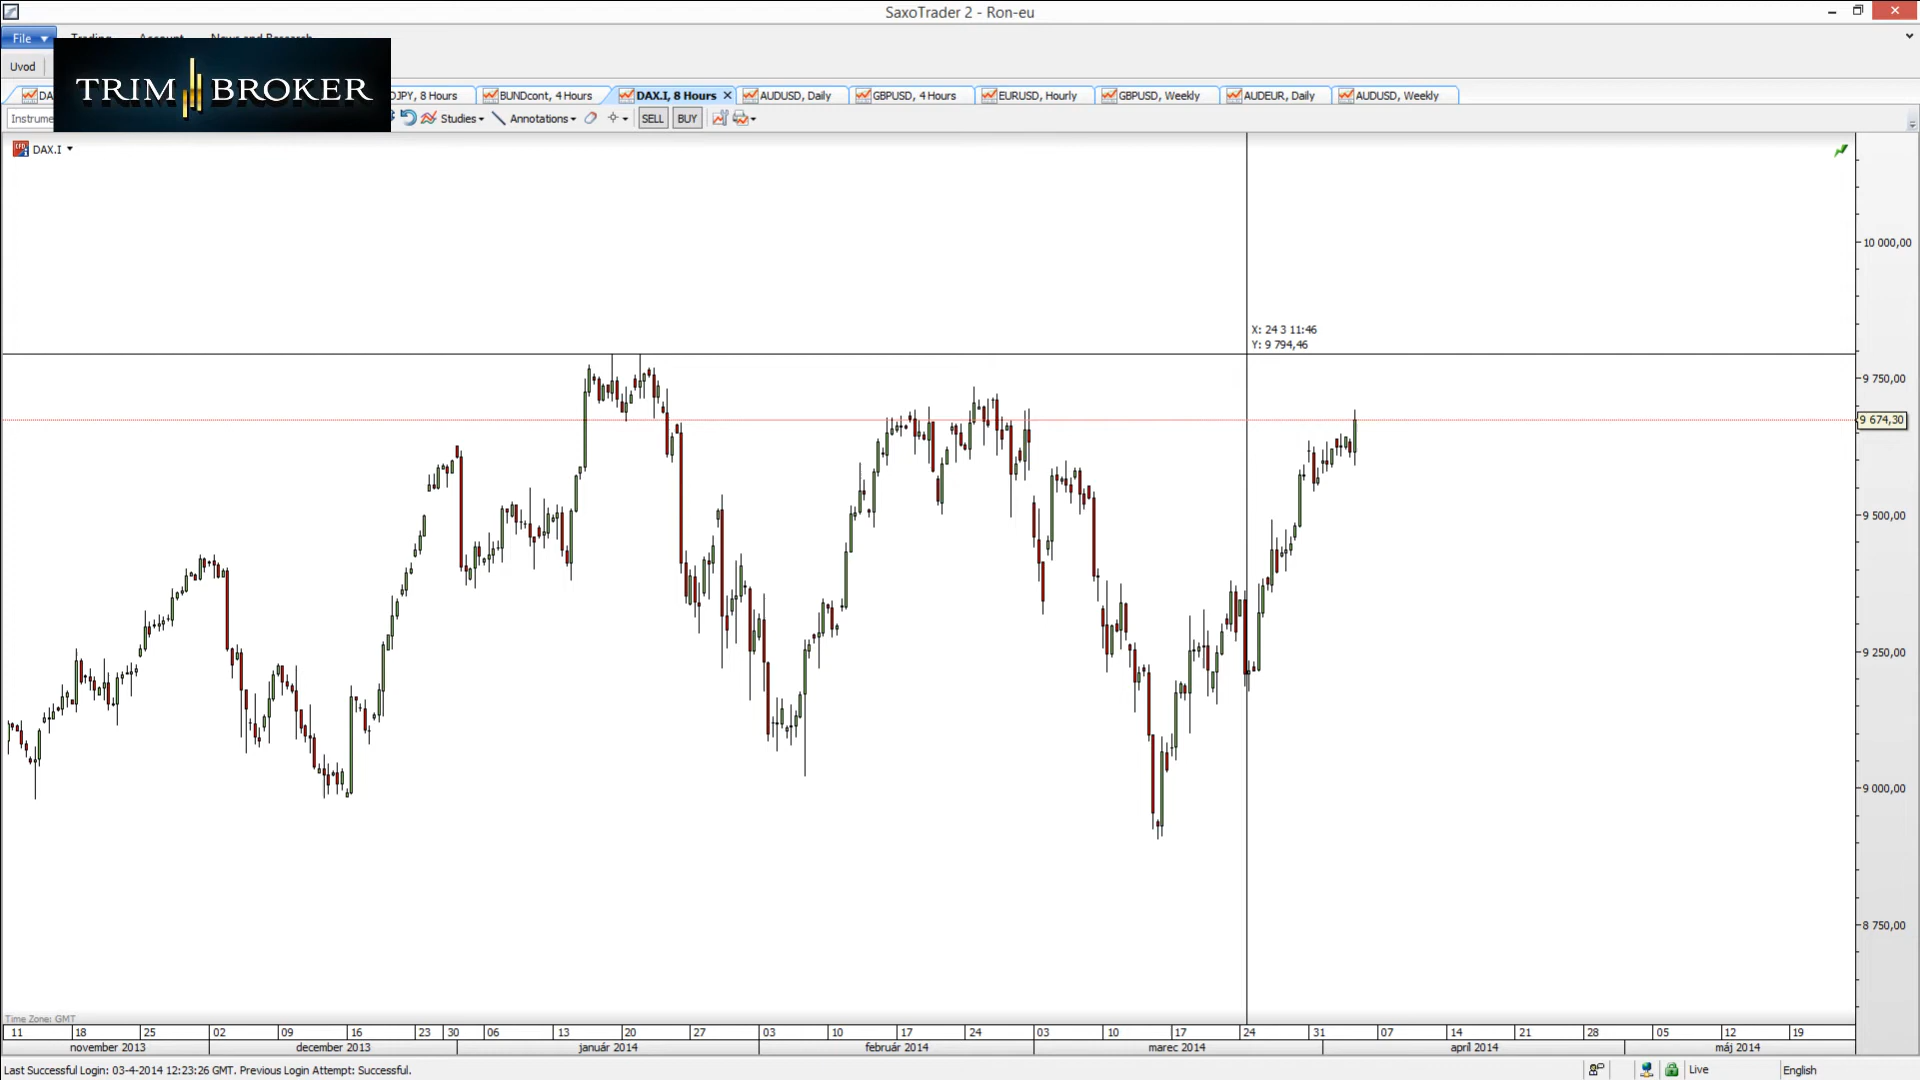 SaxoTrader 2 - Ron-eu
File
Uvod
TRIM BROKER
DJPY, 8 Hours
BUNDcont, 4 Hours
DAX.I, 8 Hours
AUDUSD, Daily
GBPUSD, 4 Hours
EURUSD, Hourly
GBPUSD, Weekly
AUDEUR, Daily
AUDUSD, Weekly
Studies
Annotations
SELL
BUY
DAX.I
10 000,00
X: 24 3 11:46
Y: 9 794,46
9 750,00
9 674,30
9 500,00
9 250,00
9 000,00
8 750,00
Time Zone: GMT
11 18 25 02 09 16 23 30 06 13 20 27 03 10 17 24 03 10 17 24 31 07 14 21 28 05 12 19
november 2013 december 2013 január 2014 február 2014 marec 2014 apríl 2014 máj 2014
Last Successful Login: 03-4-2014 12:23:26 GMT. Previous Login Attempt: Successful.
Live
English